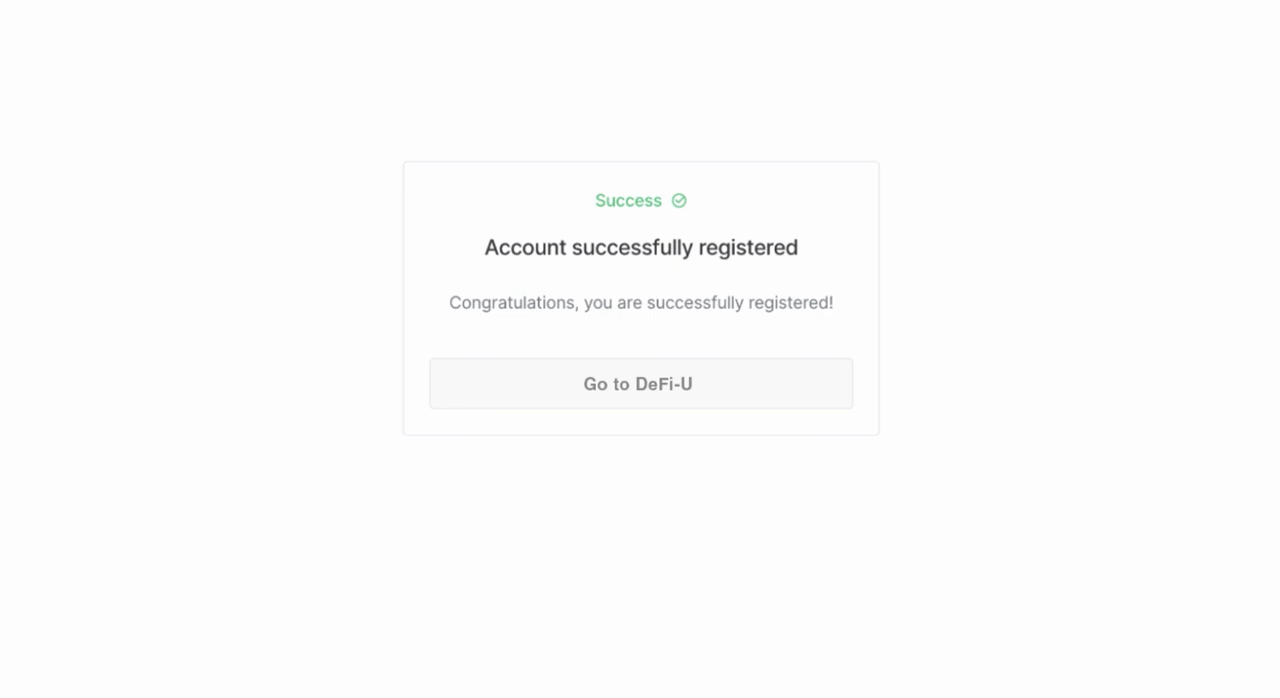 Success
Account successfully registered
Congratulations, you are successfully registered!
Go to DeFi-U